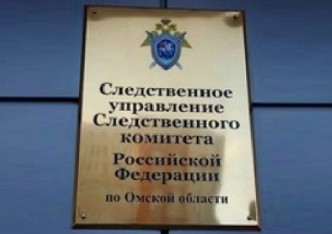 Следственное
управление
Следственного
комитета
Российской
Федерации
по Омской области